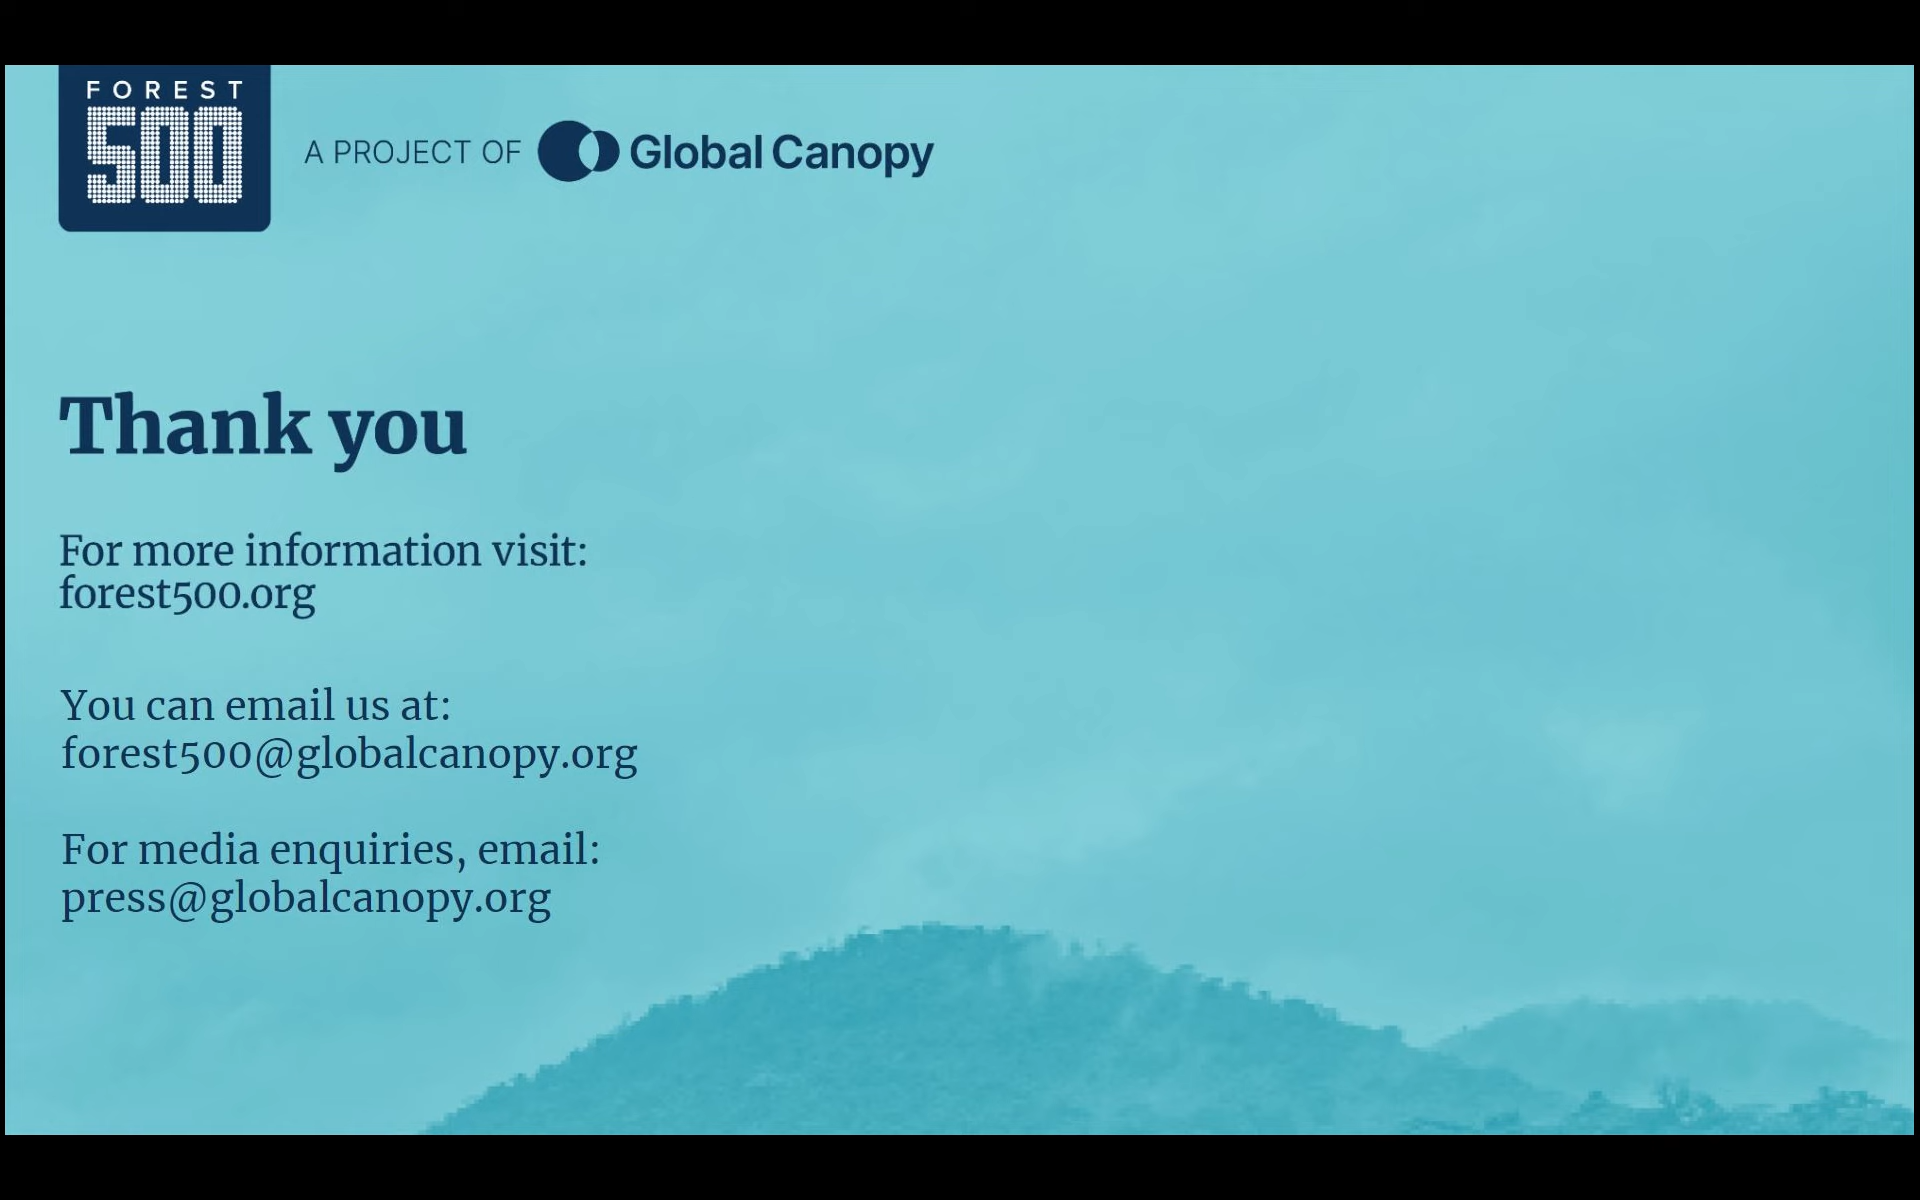 FOREST
500
A PROJECT OF Global Canopy
Thank you
For more information visit:
forest500.org
You can email us at:
forest500@globalcanopy.org
For media enquiries, email:
press@globalcanopy.org